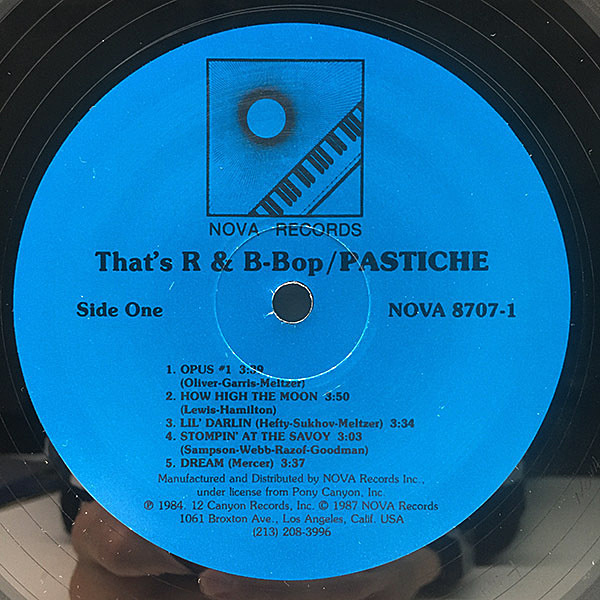 NOVA RECORDS
That's R & B-Bop/PASTICHE
Side One NOVA 8707-1
1. OPUS #1 3:39
(Oliver-Garris-Meltzer)
2. HOW HIGH THE MOON 3:50
(Lewis-Hamilton)
3. LIL' DARLIN (Hefty-Sukhov-Meltzer) 3:34
4. STOMPIN' AT THE SAVOY 3:03
(Sampson-Webb-Razof-Goodman)
5. DREAM (Mercer) 3:37
Manufactured and Distributed by NOVA Records Inc.,
under license from Pony Canyon, Inc.
℗ 1984. 12 Canyon Records, Inc. © 1987 NOVA Records
1061 Broxton Ave., Los Angeles, Calif. USA
(213) 208-3996